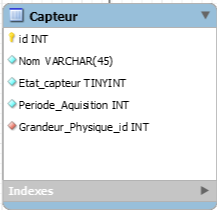 Capteur
id INT
Nom VARCHAR(45)
Etat_capteur TINYINT
Periode_Aquisition INT
Grandeur_Physique_id INT
Indexes